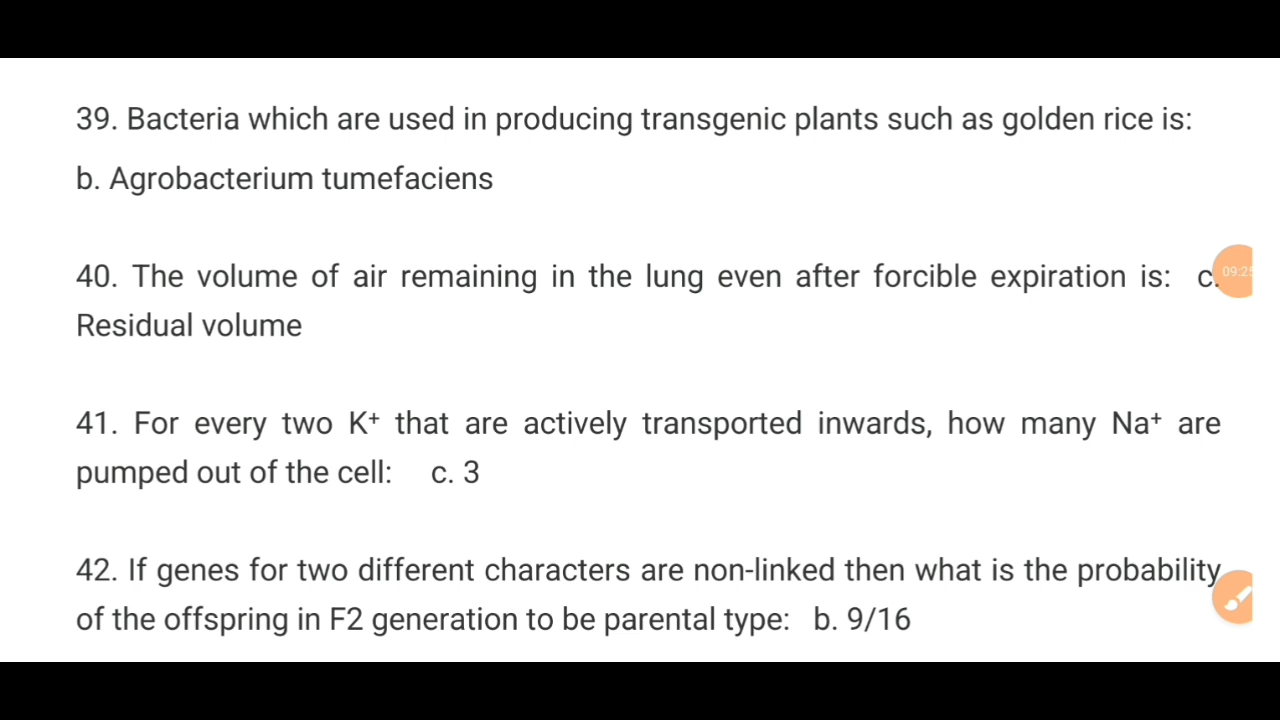 39. Bacteria which are used in producing transgenic plants such as golden rice is:
b. Agrobacterium tumefaciens
40. The volume of air remaining in the lung even after forcible expiration is: c.
Residual volume
09:25
41. For every two K⁺ that are actively transported inwards, how many Na⁺ are
pumped out of the cell: c. 3
42. If genes for two different characters are non-linked then what is the probability
of the offspring in F2 generation to be parental type: b. 9/16